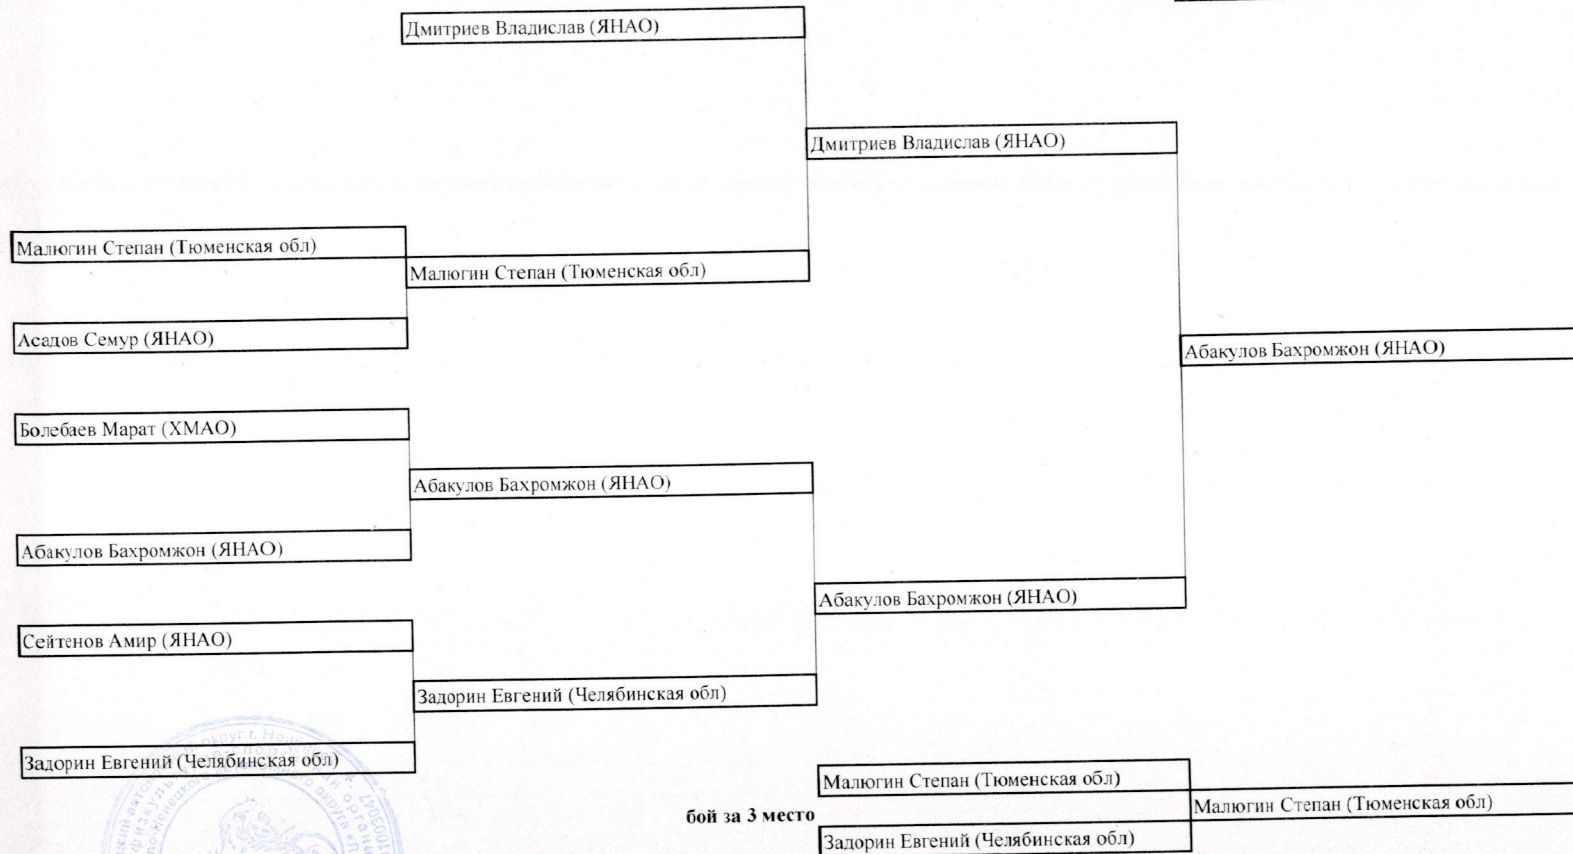 Дмитриев Владислав (ЯНАО)
Дмитриев Владислав (ЯНАО)
Малюгин Степан (Тюменская обл)
Малюгин Степан (Тюменская обл)
Асадов Семур (ЯНАО)
Абакулов Бахромжон (ЯНАО)
Болебаев Марат (ХМАО)
Абакулов Бахромжон (ЯНАО)
Абакулов Бахромжон (ЯНАО)
Абакулов Бахромжон (ЯНАО)
Сейтенов Амир (ЯНАО)
Задорин Евгений (Челябинская обл)
Задорин Евгений (Челябинская обл)
Малюгин Степан (Тюменская обл)
бой за 3 место
Малюгин Степан (Тюменская обл)
Задорин Евгений (Челябинская обл)